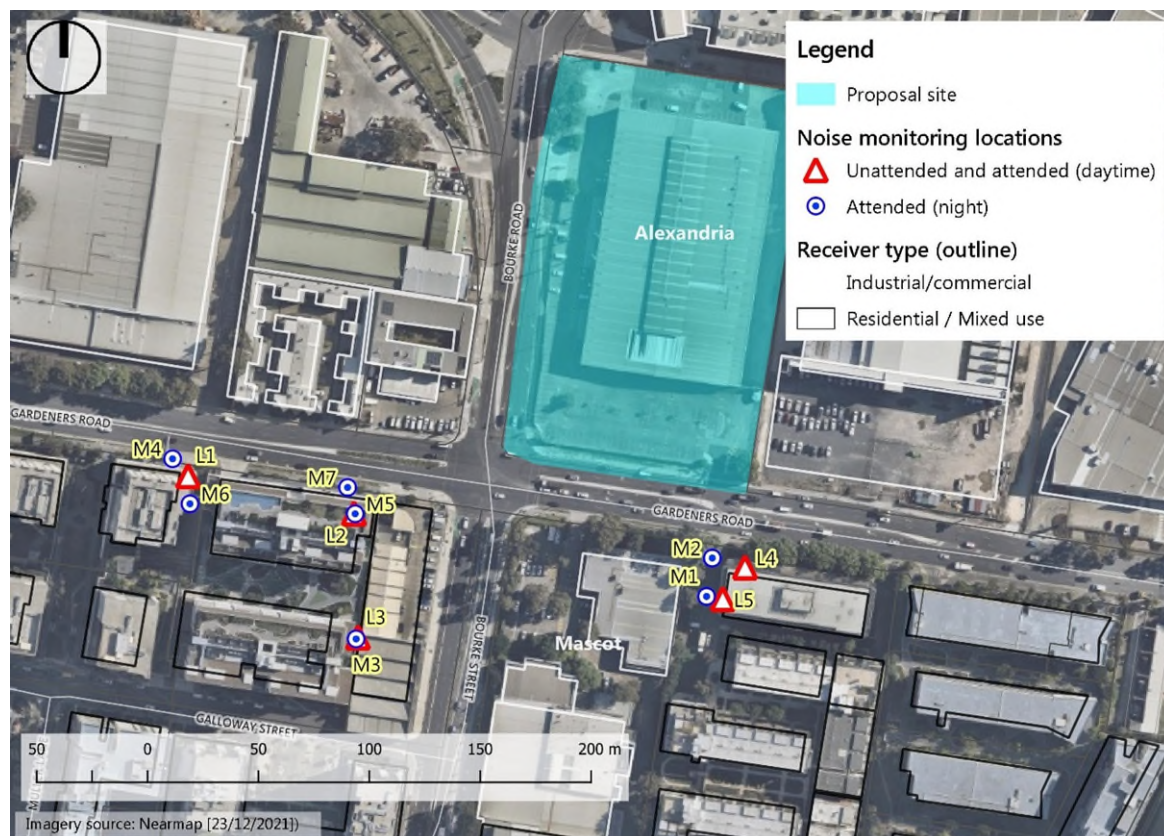 Legend
Proposal site
Noise monitoring locations
Unattended and attended (daytime)
Attended (night)
Receiver type (outline)
Industrial/commercial
Residential / Mixed use
BOURKE ROAD
Alexandria
GARDENERS ROAD
M4
L1
M6
M7
M5
L2
GARDENERS ROAD
M2
L4
M1
L5
L3
M3
Mascot
BOURKE STREET
GALLOWAY STREET
50 0 50 100 150 200 m
Imagery source: Nearmap [23/12/2021])